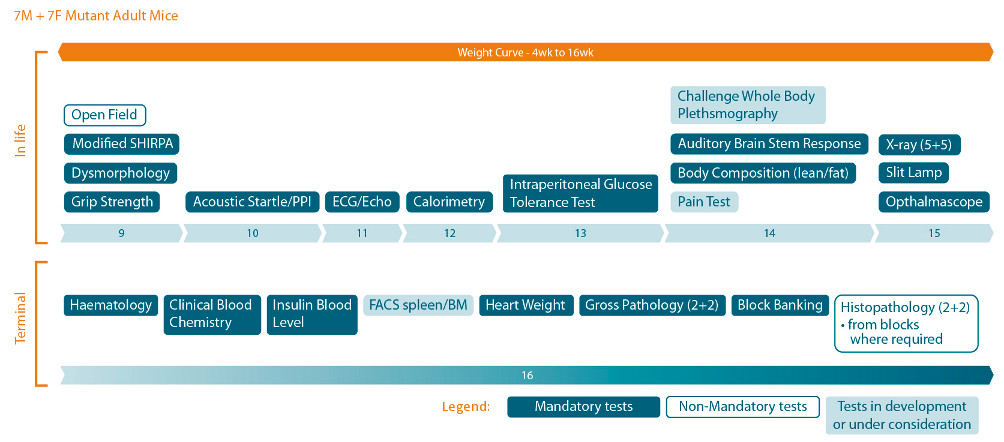 7M + 7F Mutant Adult Mice
Weight Curve - 4wk to 16wk
In life
Open Field
Modified SHIRPA
Dysmorphology
Grip Strength
Acoustic Startle/PPI
ECG/Echo
Calorimetry
Intraperitoneal Glucose
Tolerance Test
Challenge Whole Body
Plethsmography
Auditory Brain Stem Response
Body Composition (lean/fat)
Pain Test
X-ray (5+5)
Slit Lamp
Opthalmascope
9
10
11
12
13
14
15
Terminal
Haematology
Clinical Blood
Chemistry
Insulin Blood
Level
FACS spleen/BM
Heart Weight
Gross Pathology (2+2)
Block Banking
Histopathology (2+2)
• from blocks
where required
16
Legend:
Mandatory tests
Non-Mandatory tests
Tests in development
or under consideration